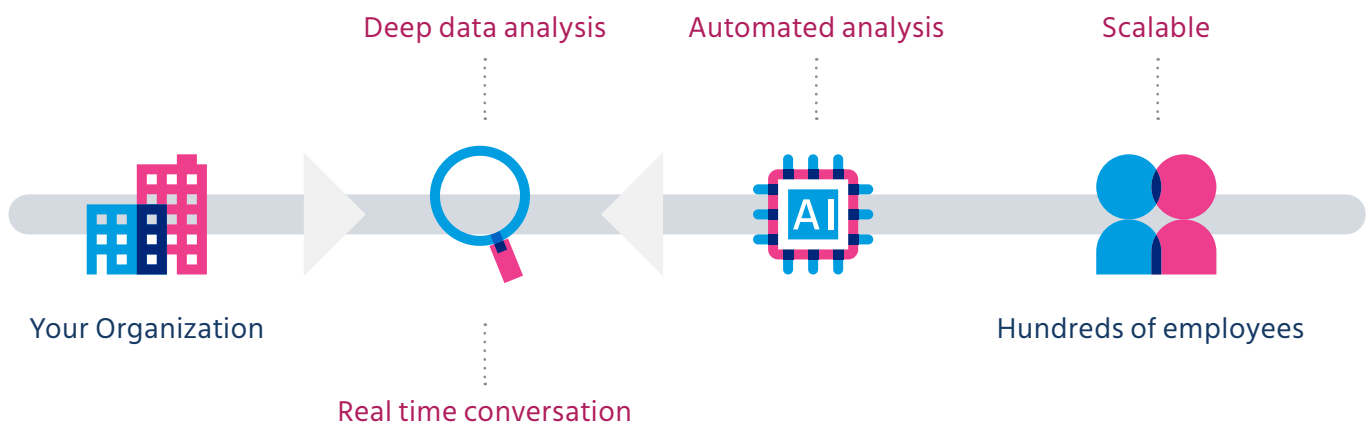 Deep data analysis
Automated analysis
Scalable
AI
Your Organization
Hundreds of employees
Real time conversation